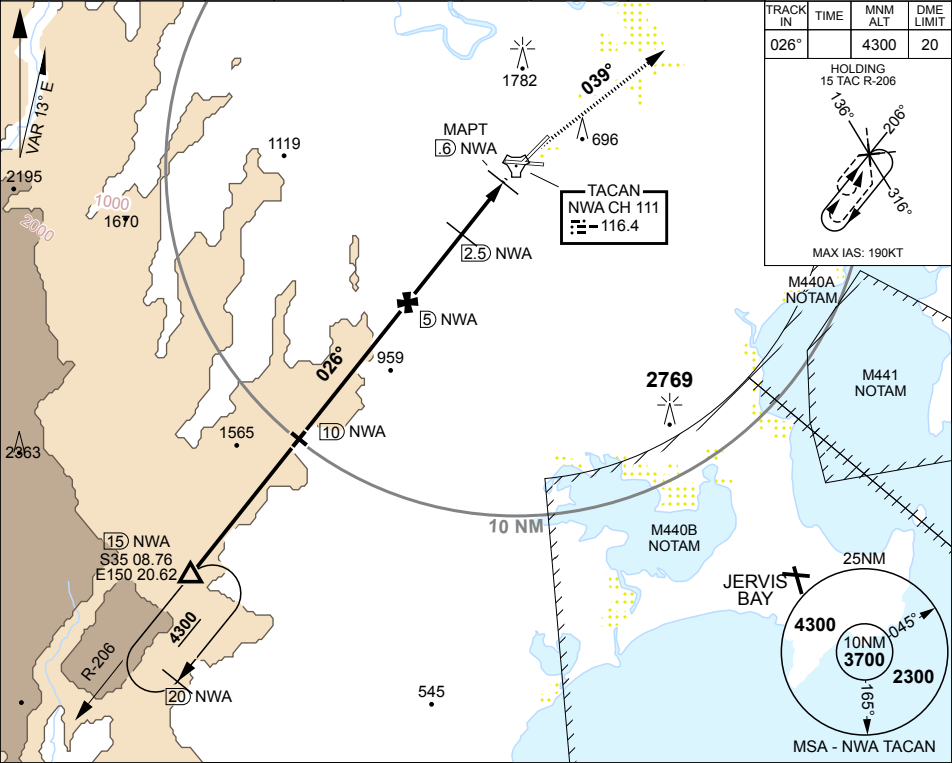 TRACK IN
TIME
MNM ALT
DME LIMIT
026°
4300
20
HOLDING
15 TAC R-206
136°
206°
316°
MAX IAS: 190KT
VAR 13° E
1782
039°
696
MAPT
.6 NWA
1119
2195
1000
1670
2000
TACAN
NWA CH 111
116.4
2.5 NWA
5 NWA
M440A
NOTAM
026°
959
M441
NOTAM
2769
10 NWA
1565
2363
10 NM
M440B
NOTAM
15 NWA
S35 08.76
E150 20.62
4300
R-206
20 NWA
545
JERVIS
BAY
25NM
4300
045°
10NM
3700
2300
165°
MSA - NWA TACAN